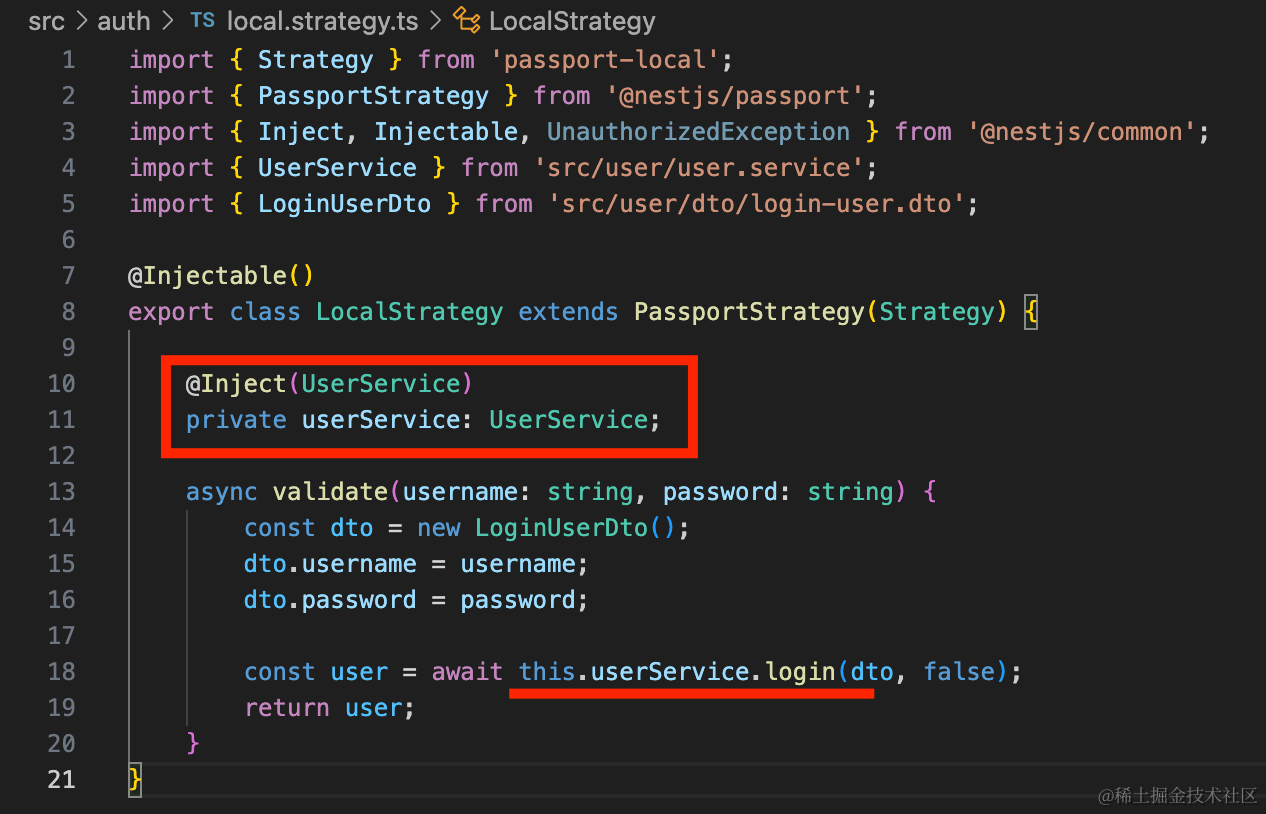 src > auth > TS local.strategy.ts > LocalStrategy
1 import { Strategy } from 'passport-local';
2 import { PassportStrategy } from '@nestjs/passport';
3 import { Inject, Injectable, UnauthorizedException } from '@nestjs/common';
4 import { UserService } from 'src/user/user.service';
5 import { LoginUserDto } from 'src/user/dto/login-user.dto';
6
7 @Injectable()
8 export class LocalStrategy extends PassportStrategy(Strategy) {
9
10     @Inject(UserService)
11     private userService: UserService;
12
13     async validate(username: string, password: string) {
14         const dto = new LoginUserDto();
15         dto.username = username;
16         dto.password = password;
17
18         const user = await this.userService.login(dto, false);
19         return user;
20     }
21 }
@稀土掘金技术社区